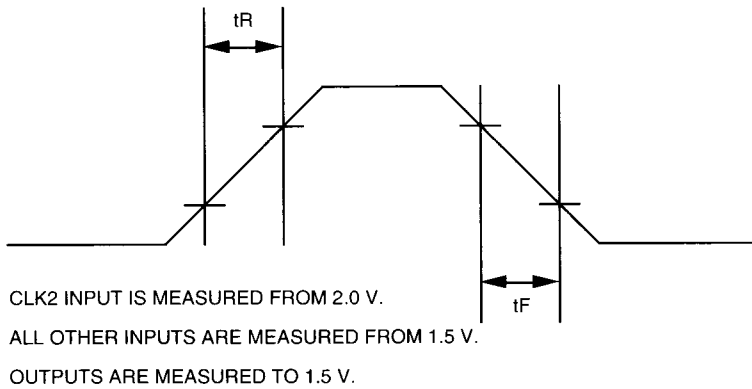 tR
tF
CLK2 INPUT IS MEASURED FROM 2.0 V.
ALL OTHER INPUTS ARE MEASURED FROM 1.5 V.
OUTPUTS ARE MEASURED TO 1.5 V.